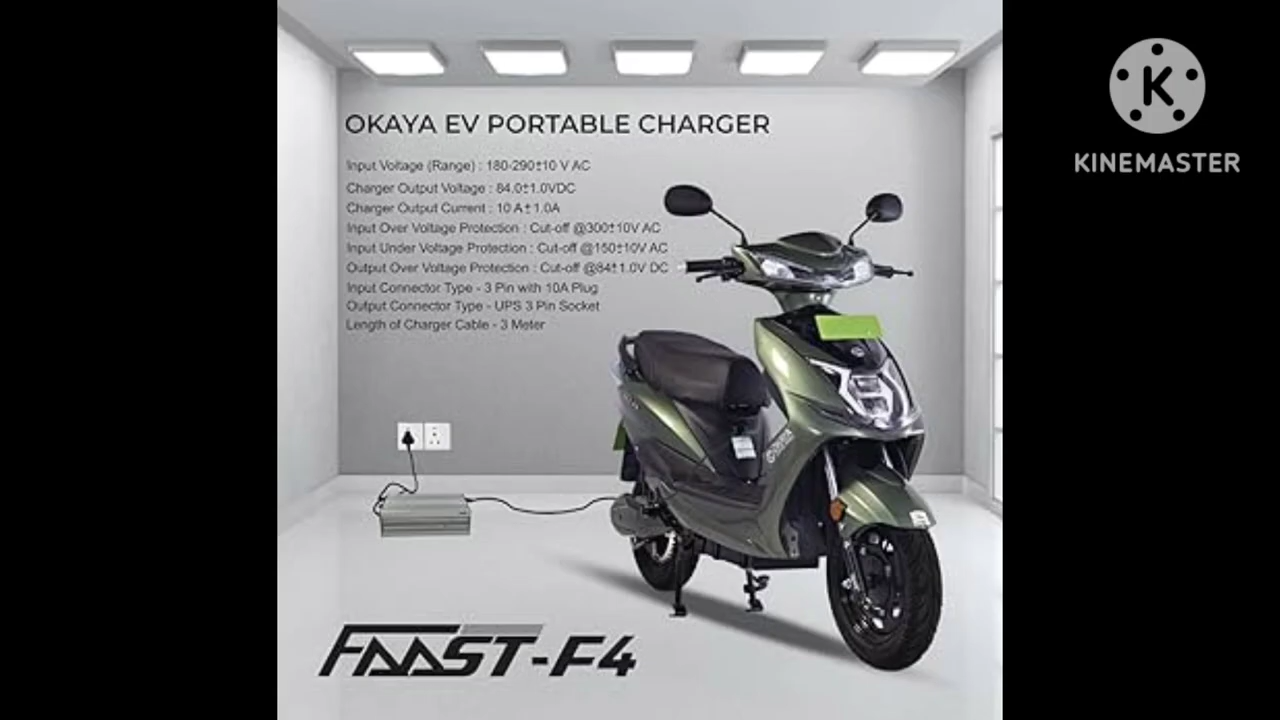 OKAYA EV PORTABLE CHARGER
Input Voltage (Range) : 180-290±10 V AC
Charger Output Voltage : 84.0±1.0VDC
Charger Output Current : 10 A±1.0A
Input Over Voltage Protection : Cut-off @300±10V AC
Input Under Voltage Protection : Cut-off @150±10V AC
Output Over Voltage Protection : Cut-off @84±1.0V DC
Input Connector Type - 3 Pin with 10A Plug
Output Connector Type - UPS 3 Pin Socket
Length of Charger Cable - 3 Meter
FAAST-F4
K
KINEMASTER